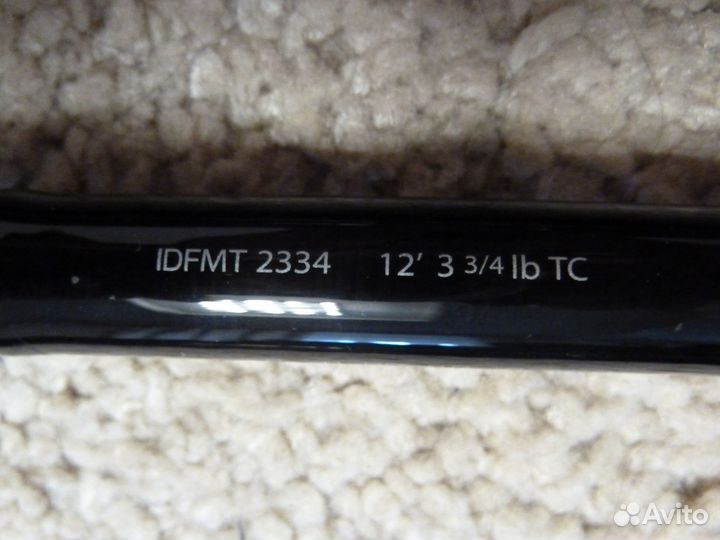 IDFMT 2334 12’ 3 3/4 lb TC
Avito